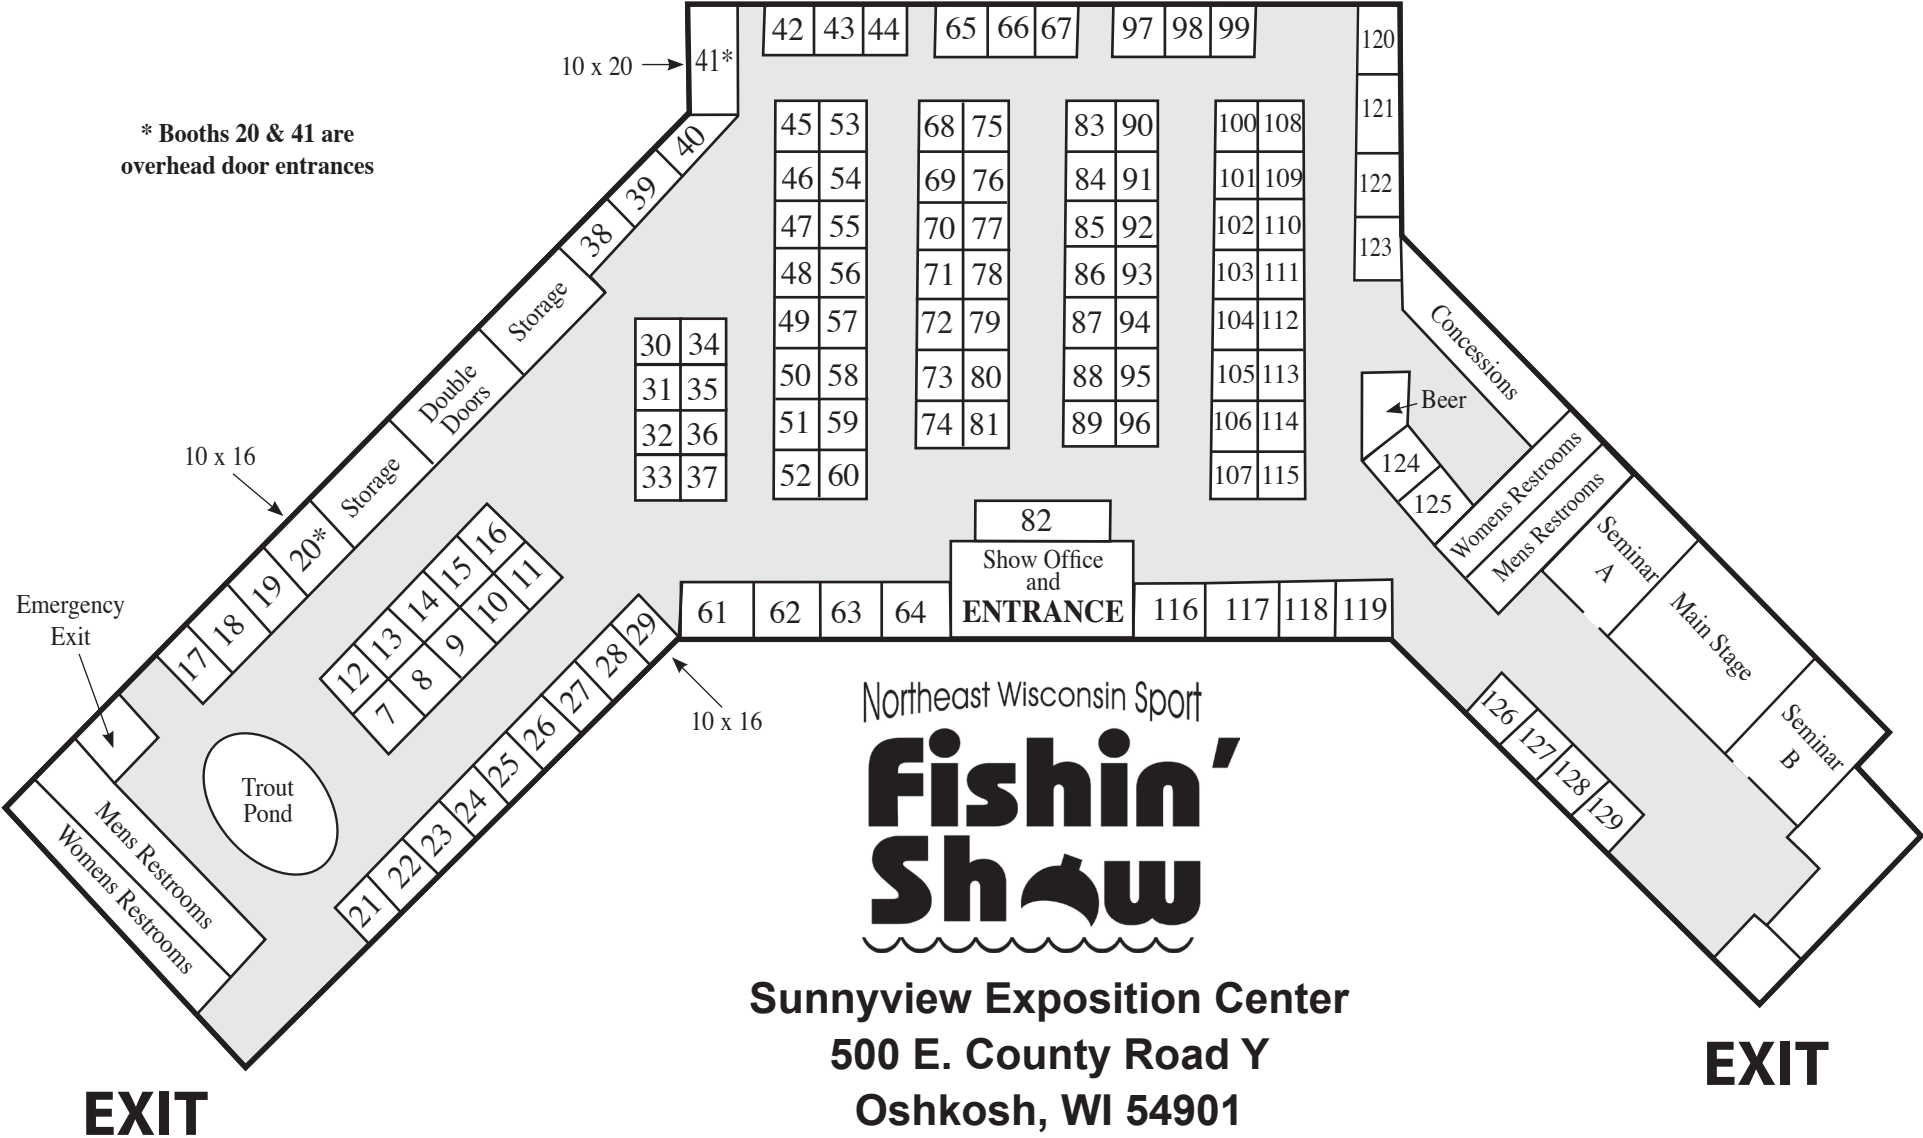 42 43 44 65 66 67 97 98 99 120
10 x 20 41*
121
* Booths 20 & 41 are
overhead door entrances
40
39
38
122
123
45 53 68 75 83 90 100 108
46 54 69 76 84 91 101 109
47 55 70 77 85 92 102 110
48 56 71 78 86 93 103 111
49 57 72 79 87 94 104 112
50 58 73 80 88 95 105 113
51 59 74 81 89 96 106 114
52 60 107 115
30 34
31 35
32 36
33 37
Storage
Double
Doors
Storage
10 x 16
20*
19
18
17
Concessions
Beer
124
125
Womens Restrooms
Mens Restrooms
Seminar
A
Main Stage
Seminar
B
82
Show Office
and
ENTRANCE
61 62 63 64
116 117 118 119
12 13 14 15 16
7 8 9 10 11
Emergency
Exit
Trout
Pond
Mens Restrooms
Womens Restrooms
21 22 23 24 25 26 27 28 29
10 x 16
126 127 128 129
Northeast Wisconsin Sport
Fishin'
Show
Sunnyview Exposition Center
500 E. County Road Y
Oshkosh, WI 54901
EXIT
EXIT